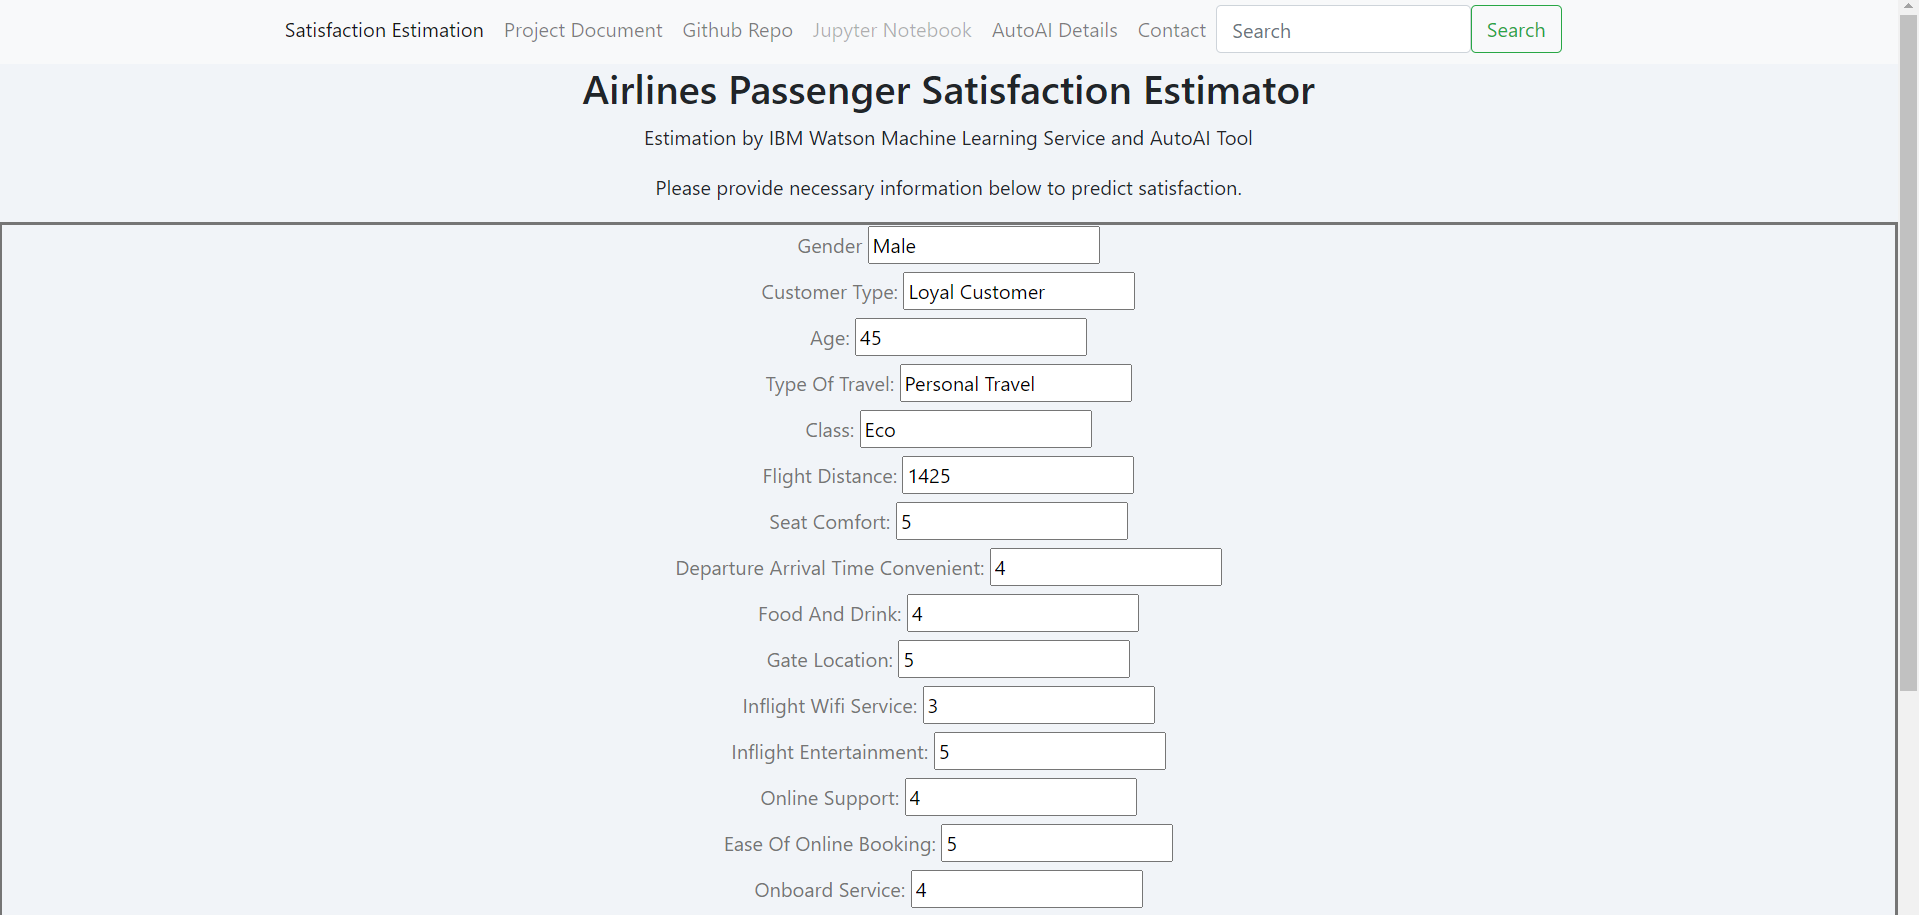 Satisfaction Estimation Project Document Github Repo Jupyter Notebook AutoAI Details Contact Search Search
Airlines Passenger Satisfaction Estimator
Estimation by IBM Watson Machine Learning Service and AutoAI Tool
Please provide necessary information below to predict satisfaction.
Gender Male
Customer Type: Loyal Customer
Age: 45
Type Of Travel: Personal Travel
Class: Eco
Flight Distance: 1425
Seat Comfort: 5
Departure Arrival Time Convenient: 4
Food And Drink: 4
Gate Location: 5
Inflight Wifi Service: 3
Inflight Entertainment: 5
Online Support: 4
Ease Of Online Booking: 5
Onboard Service: 4